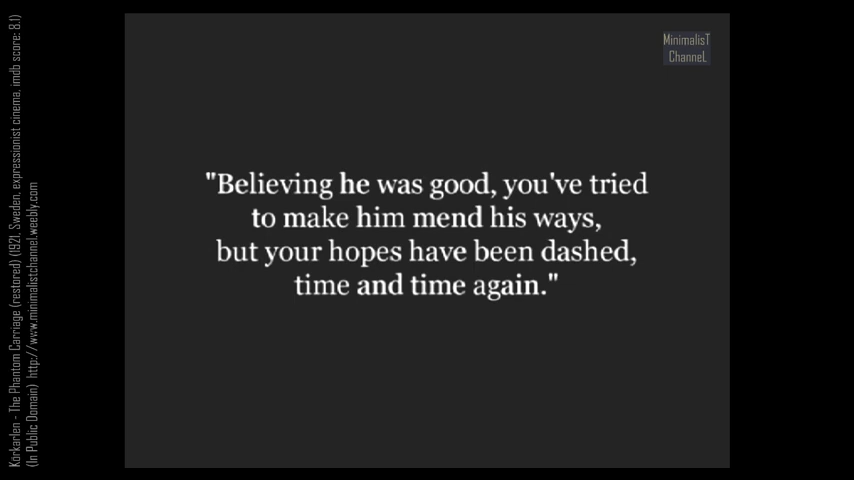 Körkarlen - The Phantom Carriage (restored) (1921, Sweden, expressionist cinema, imdb score: 8.1)
(In Public Domain) http://www.minimalistchannel.weebly.com
MinimalisT
ChanneL
"Believing he was good, you've tried
to make him mend his ways,
but your hopes have been dashed,
time and time again."